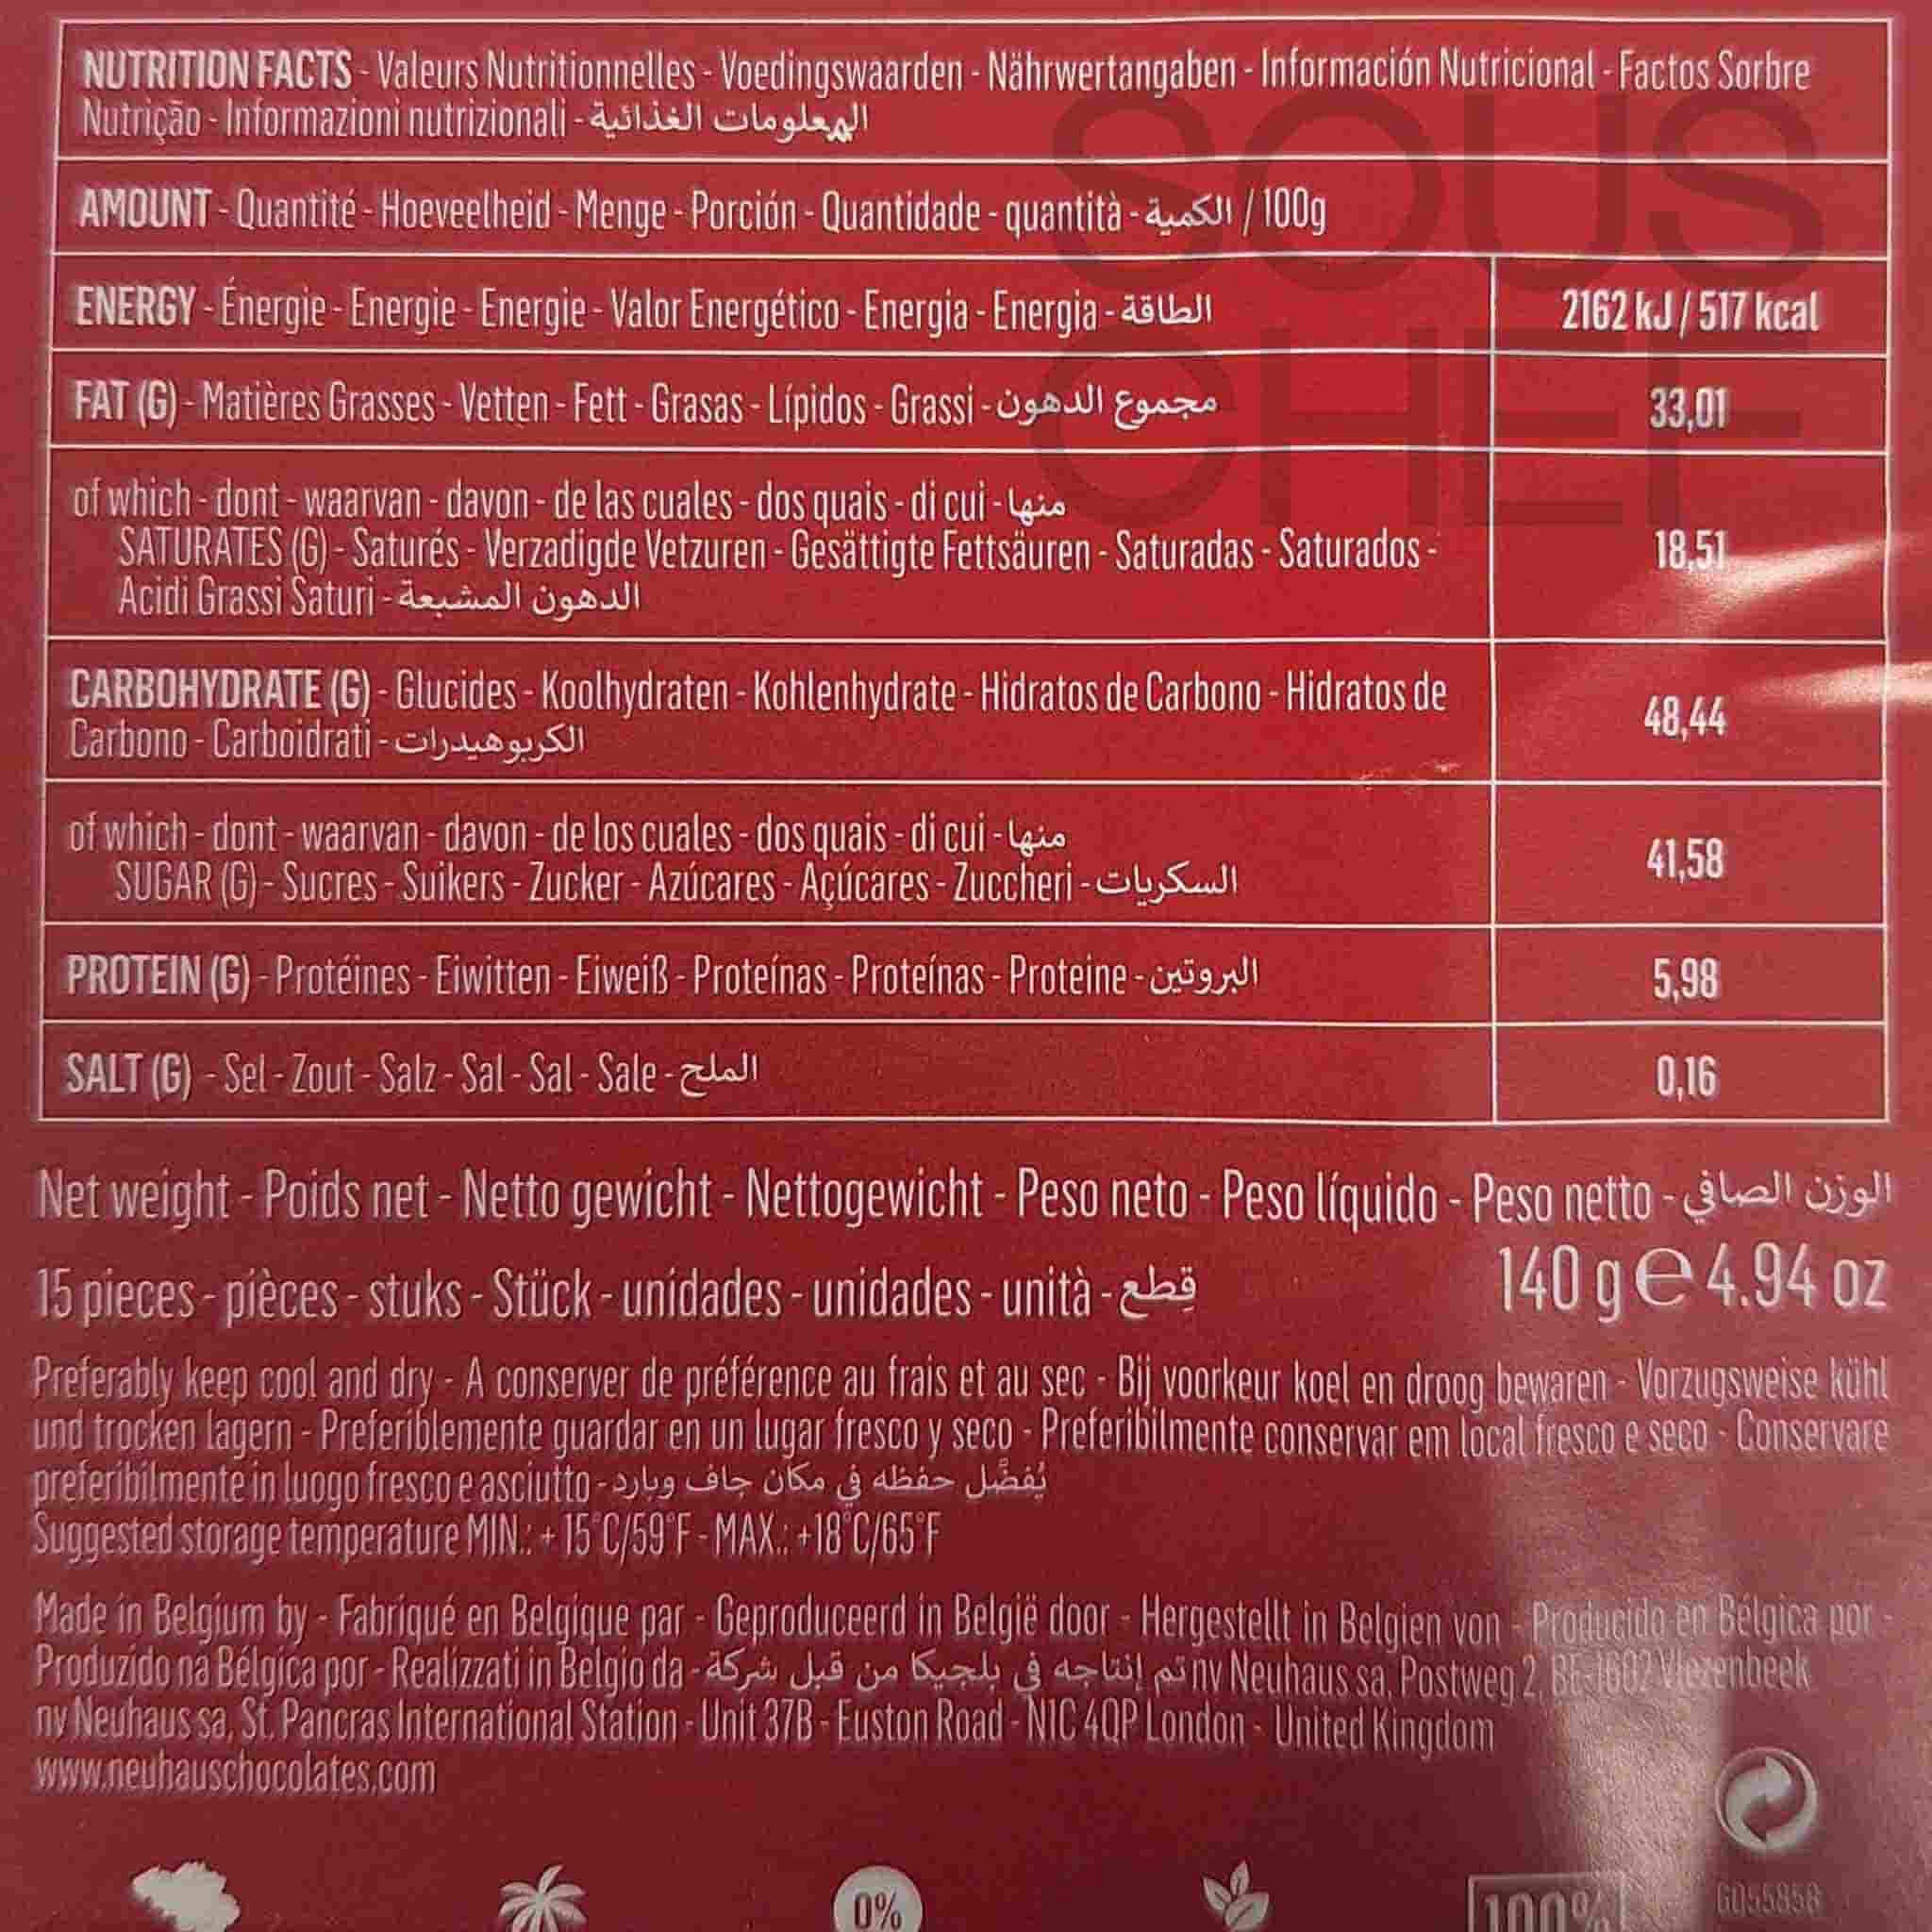 NUTRITION FACTS - Valeurs Nutritionnelles - Voedingswaarden - Nährwertangaben - Información Nutricional - Factos Sorbre
Nutrição - Informazioni nutrizionali - المعلومات الغذائية
AMOUNT - Quantité - Hoeveelheid - Menge - Porción - Quantidade - quantità - الكمية / 100g
ENERGY - Énergie - Energie - Energie - Valor Energético - Energia - Energia - الطاقة
2162 kJ / 517 kcal
FAT (G) - Matières Grasses - Vetten - Fett - Grasas - Lípidos - Grassi - مجموع الدهون
33,01
of which - dont - waarvan - davon - de las cuales - dos quais - di cui - منها
SATURATES (G) - Saturés - Verzadigde Vetzuren - Gesättigte Fettsäuren - Saturadas - Saturados -
Acidi Grassi Saturi - الدهون المشبعة
18,51
CARBOHYDRATE (G) - Glucides - Koolhydraten - Kohlenhydrate - Hidratos de Carbono - Hidratos de
Carbono - Carboidrati - الكربوهيدرات
48,44
of which - dont - waarvan - davon - de los cuales - dos quais - di cui - منها
SUGAR (G) - Sucres - Suikers - Zucker - Azúcares - Açúcares - Zuccheri - السكريات
41,58
PROTEIN (G) - Protéines - Eiwitten - Eiweiß - Proteínas - Proteínas - Proteine - البروتين
5,98
SALT (G) - Sel - Zout - Salz - Sal - Sal - Sale - الملح
0,16
SOUS
CHEF
Net weight - Poids net - Netto gewicht - Nettogewicht - Peso neto - Peso líquido - Peso netto - الوزن الصافي
15 pieces - pièces - stuks - Stück - unidades - unidades - unità - قِطع
140 g e 4.94 oz
Preferably keep cool and dry - A conserver de préférence au frais et au sec - Bij voorkeur koel en droog bewaren - Vorzugsweise kühl
und trocken lagern - Preferiblemente guardar en un lugar fresco y seco - Preferibilmente conservar em local fresco e seco - Conservare
preferibilmente in luogo fresco e asciutto - يُفضَّل حفظه في مكان جاف وبارد
Suggested storage temperature MIN.: + 15°C/59°F - MAX.: +18°C/65°F
Made in Belgium by - Fabriqué en Belgique par - Geproduceerd in België door - Hergestellt in Belgien von - Producido en Bélgica por -
Produzido na Bélgica por - Realizzati in Belgio da - تم إنتاجه في بلجيكا من قبل شركة nv Neuhaus sa, Postweg 2, BE-1602 Vlezenbeek
nv Neuhaus sa, St. Pancras International Station - Unit 37B - Euston Road - N1C 4QP London - United Kingdom
www.neuhauschocolates.com
0%
100%
GQ55858